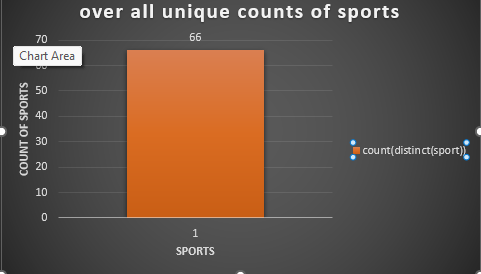 over all unique counts of sports
70
66
Chart Area
60
50
40
30
20
10
0
COUNT OF SPORTS
1
SPORTS
count(distinct(sport))